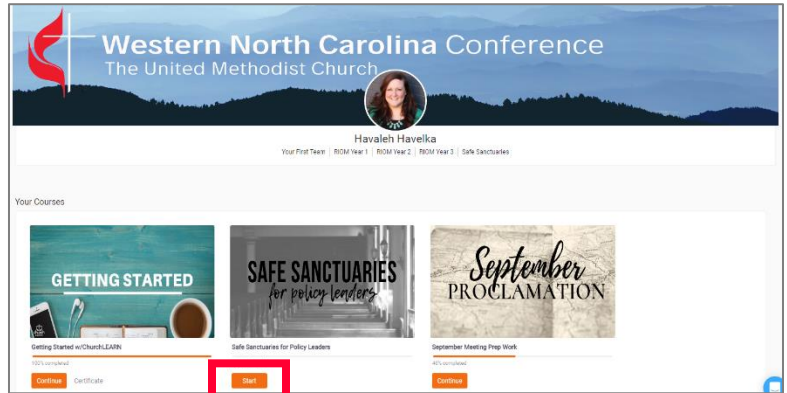 Western North Carolina Conference
The United Methodist Church
Havaleh Havelka
Your First Team | RIOM Year 1 | RIOM Year 2 | RIOM Year 3 | Safe Sanctuaries
Your Courses
GETTING STARTED
SAFE SANCTUARIES
for policy leaders
September
PROCLAMATION
Getting Started w/ChurchLEARN
Safe Sanctuaries for Policy Leaders
September Meeting Prep Work
100% completed
Continue Certificate
Start
Continue